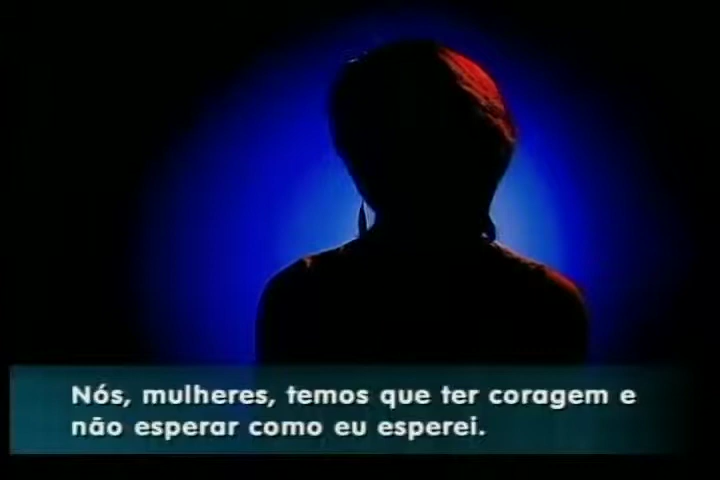 Nós, mulheres, temos que ter coragem e
não esperar como eu esperei.